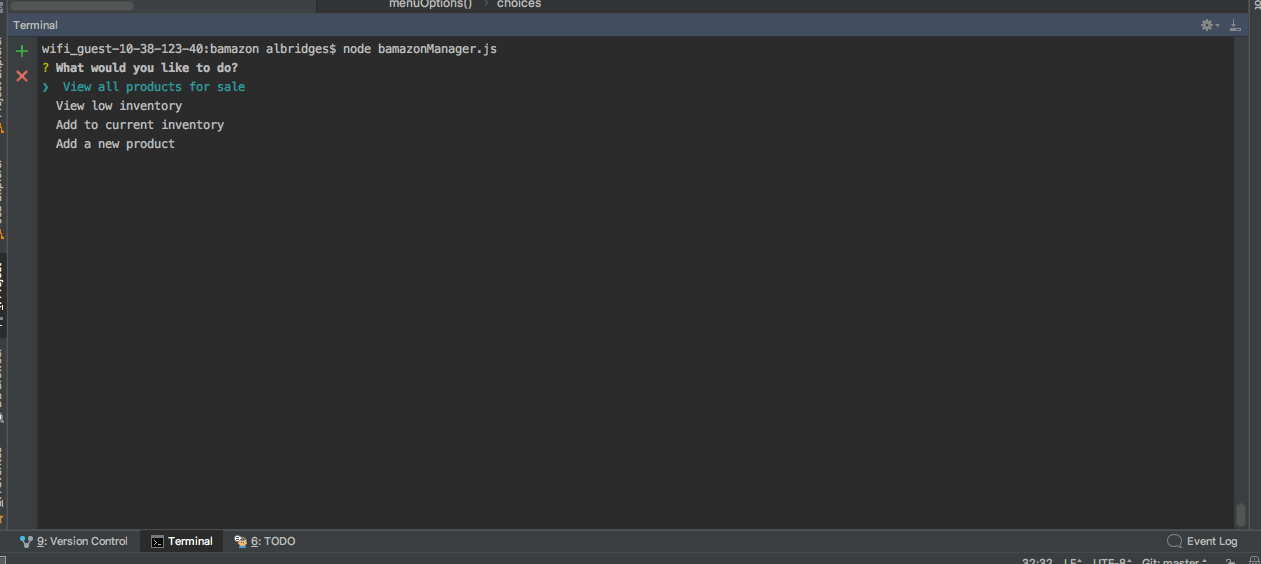 menuOptions() › choices
Terminal
wifi_guest-10-38-123-40:bamazon albridges$ node bamazonManager.js
? What would you like to do?
❯ View all products for sale
View low inventory
Add to current inventory
Add a new product
9: Version Control Terminal 6: TODO Event Log
32:32 LF UTF-8 Git: master